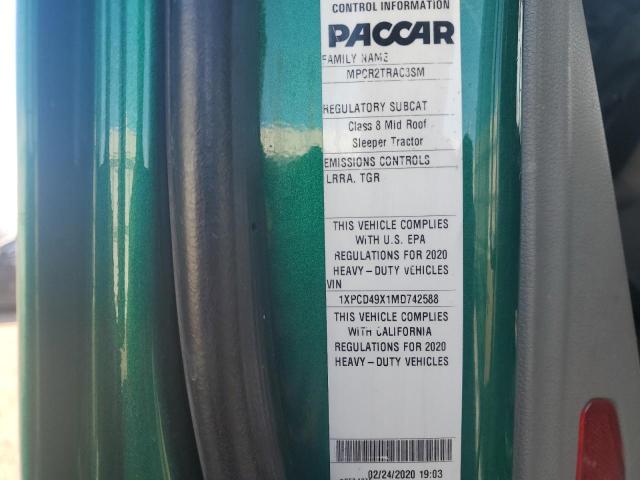 CONTROL INFORMATION
PACCAR
FAMILY NAME
MPCR2TRAC3SM
REGULATORY SUBCAT
Class 8 Mid Roof
Sleeper Tractor
EMISSIONS CONTROLS
LRRA, TGR
THIS VEHICLE COMPLIES
WITH U.S. EPA
REGULATIONS FOR 2020
HEAVY-DUTY VEHICLES
VIN
1XPCD49X1MD742588
THIS VEHICLE COMPLIES
WITH CALIFORNIA
REGULATIONS FOR 2020
HEAVY-DUTY VEHICLES
02/24/2020 19:03